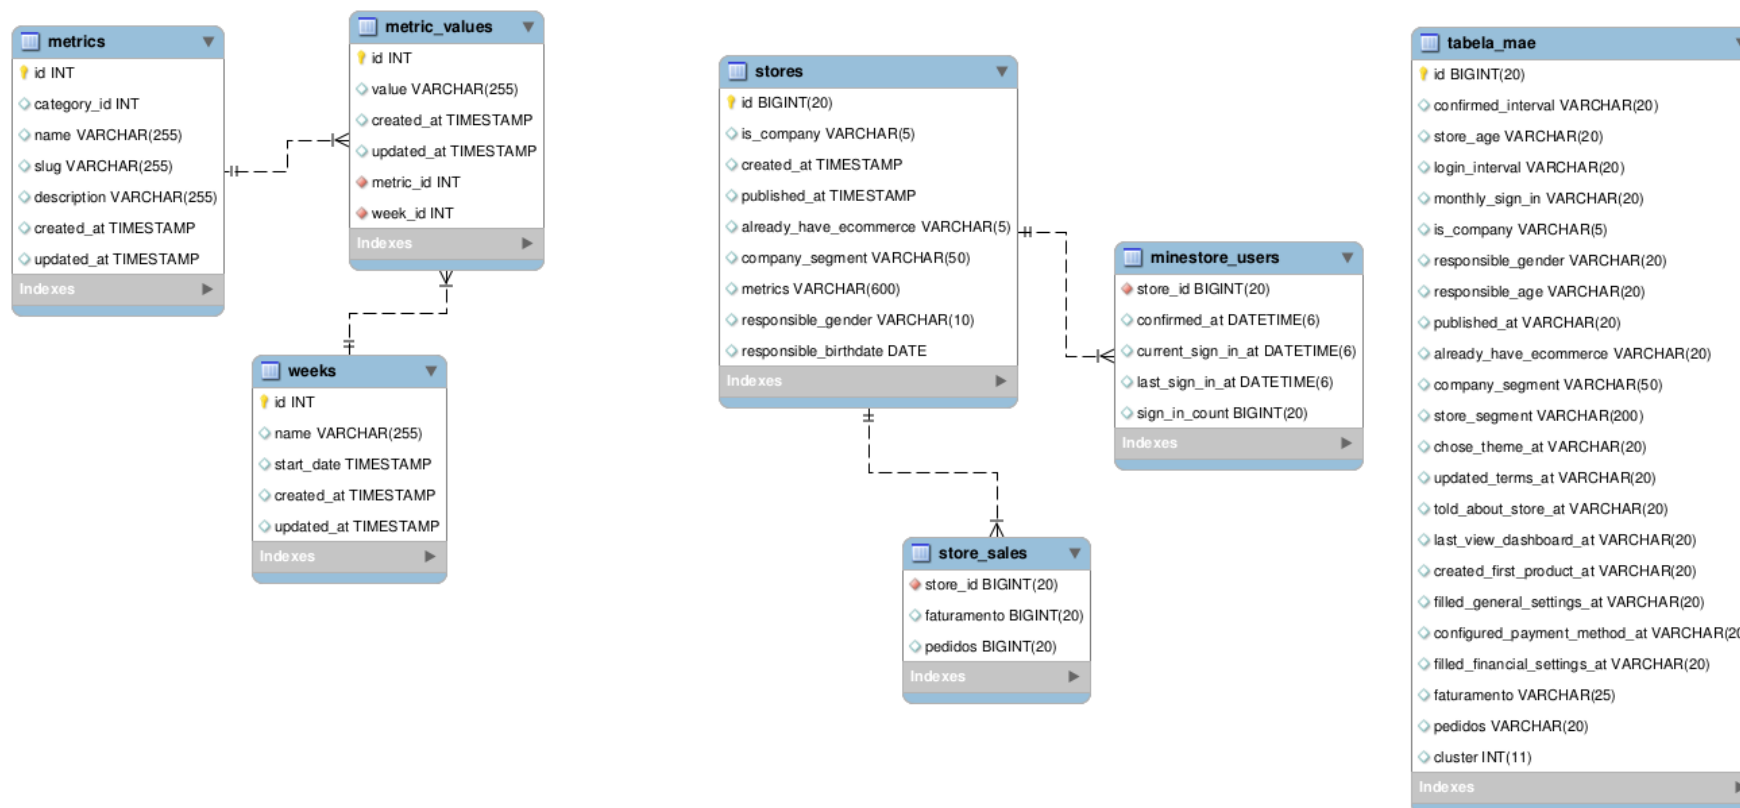 metrics
id INT
category_id INT
name VARCHAR(255)
slug VARCHAR(255)
description VARCHAR(255)
created_at TIMESTAMP
updated_at TIMESTAMP
Indexes
metric_values
id INT
value VARCHAR(255)
created_at TIMESTAMP
updated_at TIMESTAMP
metric_id INT
week_id INT
Indexes
weeks
id INT
name VARCHAR(255)
start_date TIMESTAMP
created_at TIMESTAMP
updated_at TIMESTAMP
Indexes
stores
id BIGINT(20)
is_company VARCHAR(5)
created_at TIMESTAMP
published_at TIMESTAMP
already_have_ecommerce VARCHAR(5)
company_segment VARCHAR(50)
metrics VARCHAR(600)
responsible_gender VARCHAR(10)
responsible_birthdate DATE
Indexes
minestore_users
store_id BIGINT(20)
confirmed_at DATETIME(6)
current_sign_in_at DATETIME(6)
last_sign_in_at DATETIME(6)
sign_in_count BIGINT(20)
Indexes
store_sales
store_id BIGINT(20)
faturamento BIGINT(20)
pedidos BIGINT(20)
Indexes
tabela_mae
id BIGINT(20)
confirmed_interval VARCHAR(20)
store_age VARCHAR(20)
login_interval VARCHAR(20)
monthly_sign_in VARCHAR(20)
is_company VARCHAR(5)
responsible_gender VARCHAR(20)
responsible_age VARCHAR(20)
published_at VARCHAR(20)
already_have_ecommerce VARCHAR(20)
company_segment VARCHAR(50)
store_segment VARCHAR(200)
chose_theme_at VARCHAR(20)
updated_terms_at VARCHAR(20)
told_about_store_at VARCHAR(20)
last_view_dashboard_at VARCHAR(20)
created_first_product_at VARCHAR(20)
filled_general_settings_at VARCHAR(20)
configured_payment_method_at VARCHAR(20
filled_financial_settings_at VARCHAR(20)
faturamento VARCHAR(25)
pedidos VARCHAR(20)
cluster INT(11)
Indexes